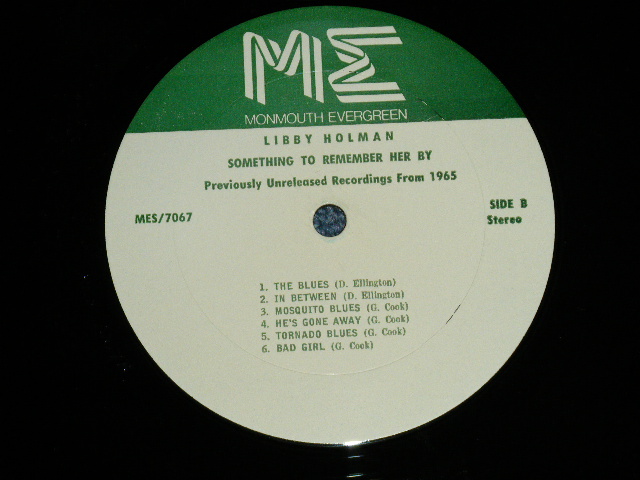 ME
MONMOUTH EVERGREEN
LIBBY HOLMAN
SOMETHING TO REMEMBER HER BY
Previously Unreleased Recordings From 1965
MES/7067
SIDE B
Stereo
1. THE BLUES (D. Ellington)
2. IN BETWEEN (D. Ellington)
3. MOSQUITO BLUES (G. Cook)
4. HE'S GONE AWAY (G. Cook)
5. TORNADO BLUES (G. Cook)
6. BAD GIRL (G. Cook)